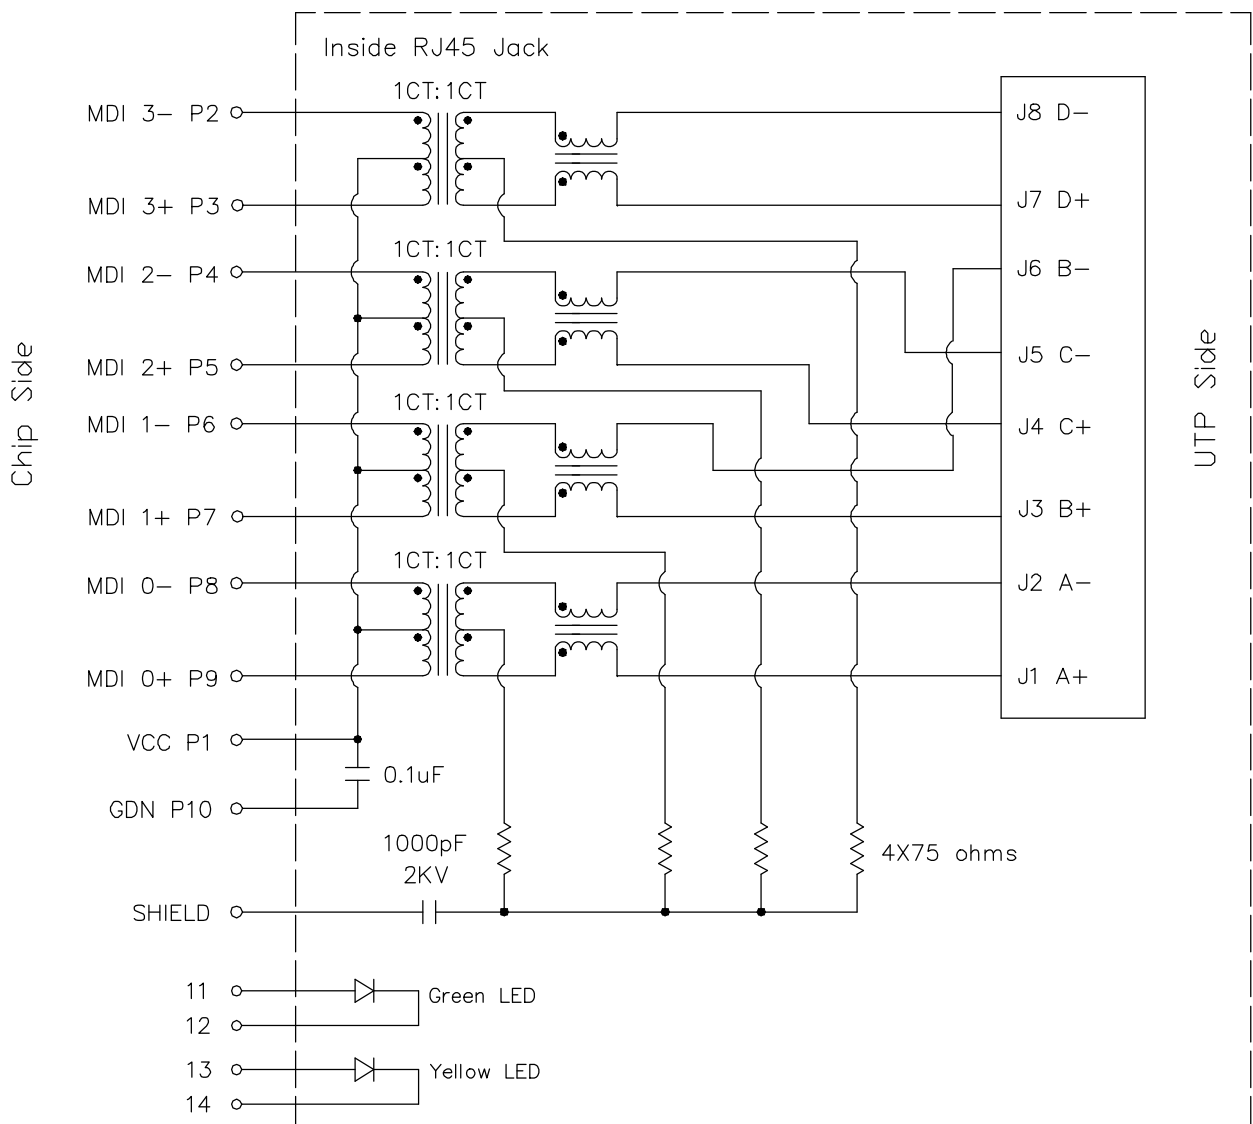 Inside RJ45 Jack
1CT:1CT
MDI 3- P2
J8 D-
MDI 3+ P3
J7 D+
1CT:1CT
MDI 2- P4
J6 B-
MDI 2+ P5
J5 C-
1CT:1CT
MDI 1- P6
J4 C+
MDI 1+ P7
J3 B+
1CT:1CT
MDI 0- P8
J2 A-
MDI 0+ P9
J1 A+
Chip Side
UTP Side
VCC P1
0.1uF
GDN P10
1000pF
2KV
4X75 ohms
SHIELD
11
Green LED
12
13
Yellow LED
14